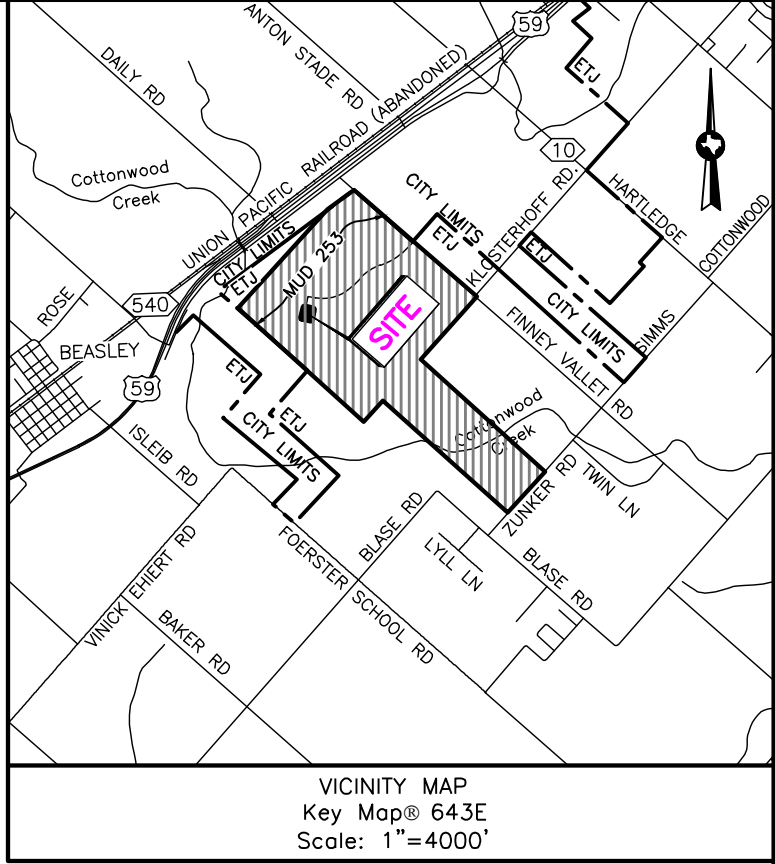 59
ANTON STADE RD
DAILY RD
UNION PACIFIC RAILROAD (ABANDONED)
ETJ
10
Cottonwood
Creek
CITY LIMITS
ETJ
KLOSTERHOFF RD.
HARTLEDGE
COTTONWOOD
CITY LIMITS
ETJ
MUD 253
ETJ
CITY LIMITS
SITE
540
ROSE
BEASLEY
59
FINNEY VALLET RD
SIMMS
ETJ
ETJ
CITY LIMITS
Cottonwood
Creek
ISLEIB RD
ZUNKER RD
TWIN LN
BLASE RD
LYLL LN
BLASE RD
FOERSTER SCHOOL RD
VINICK EHIERT RD
BAKER RD
VICINITY MAP
Key Map® 643E
Scale: 1"=4000'